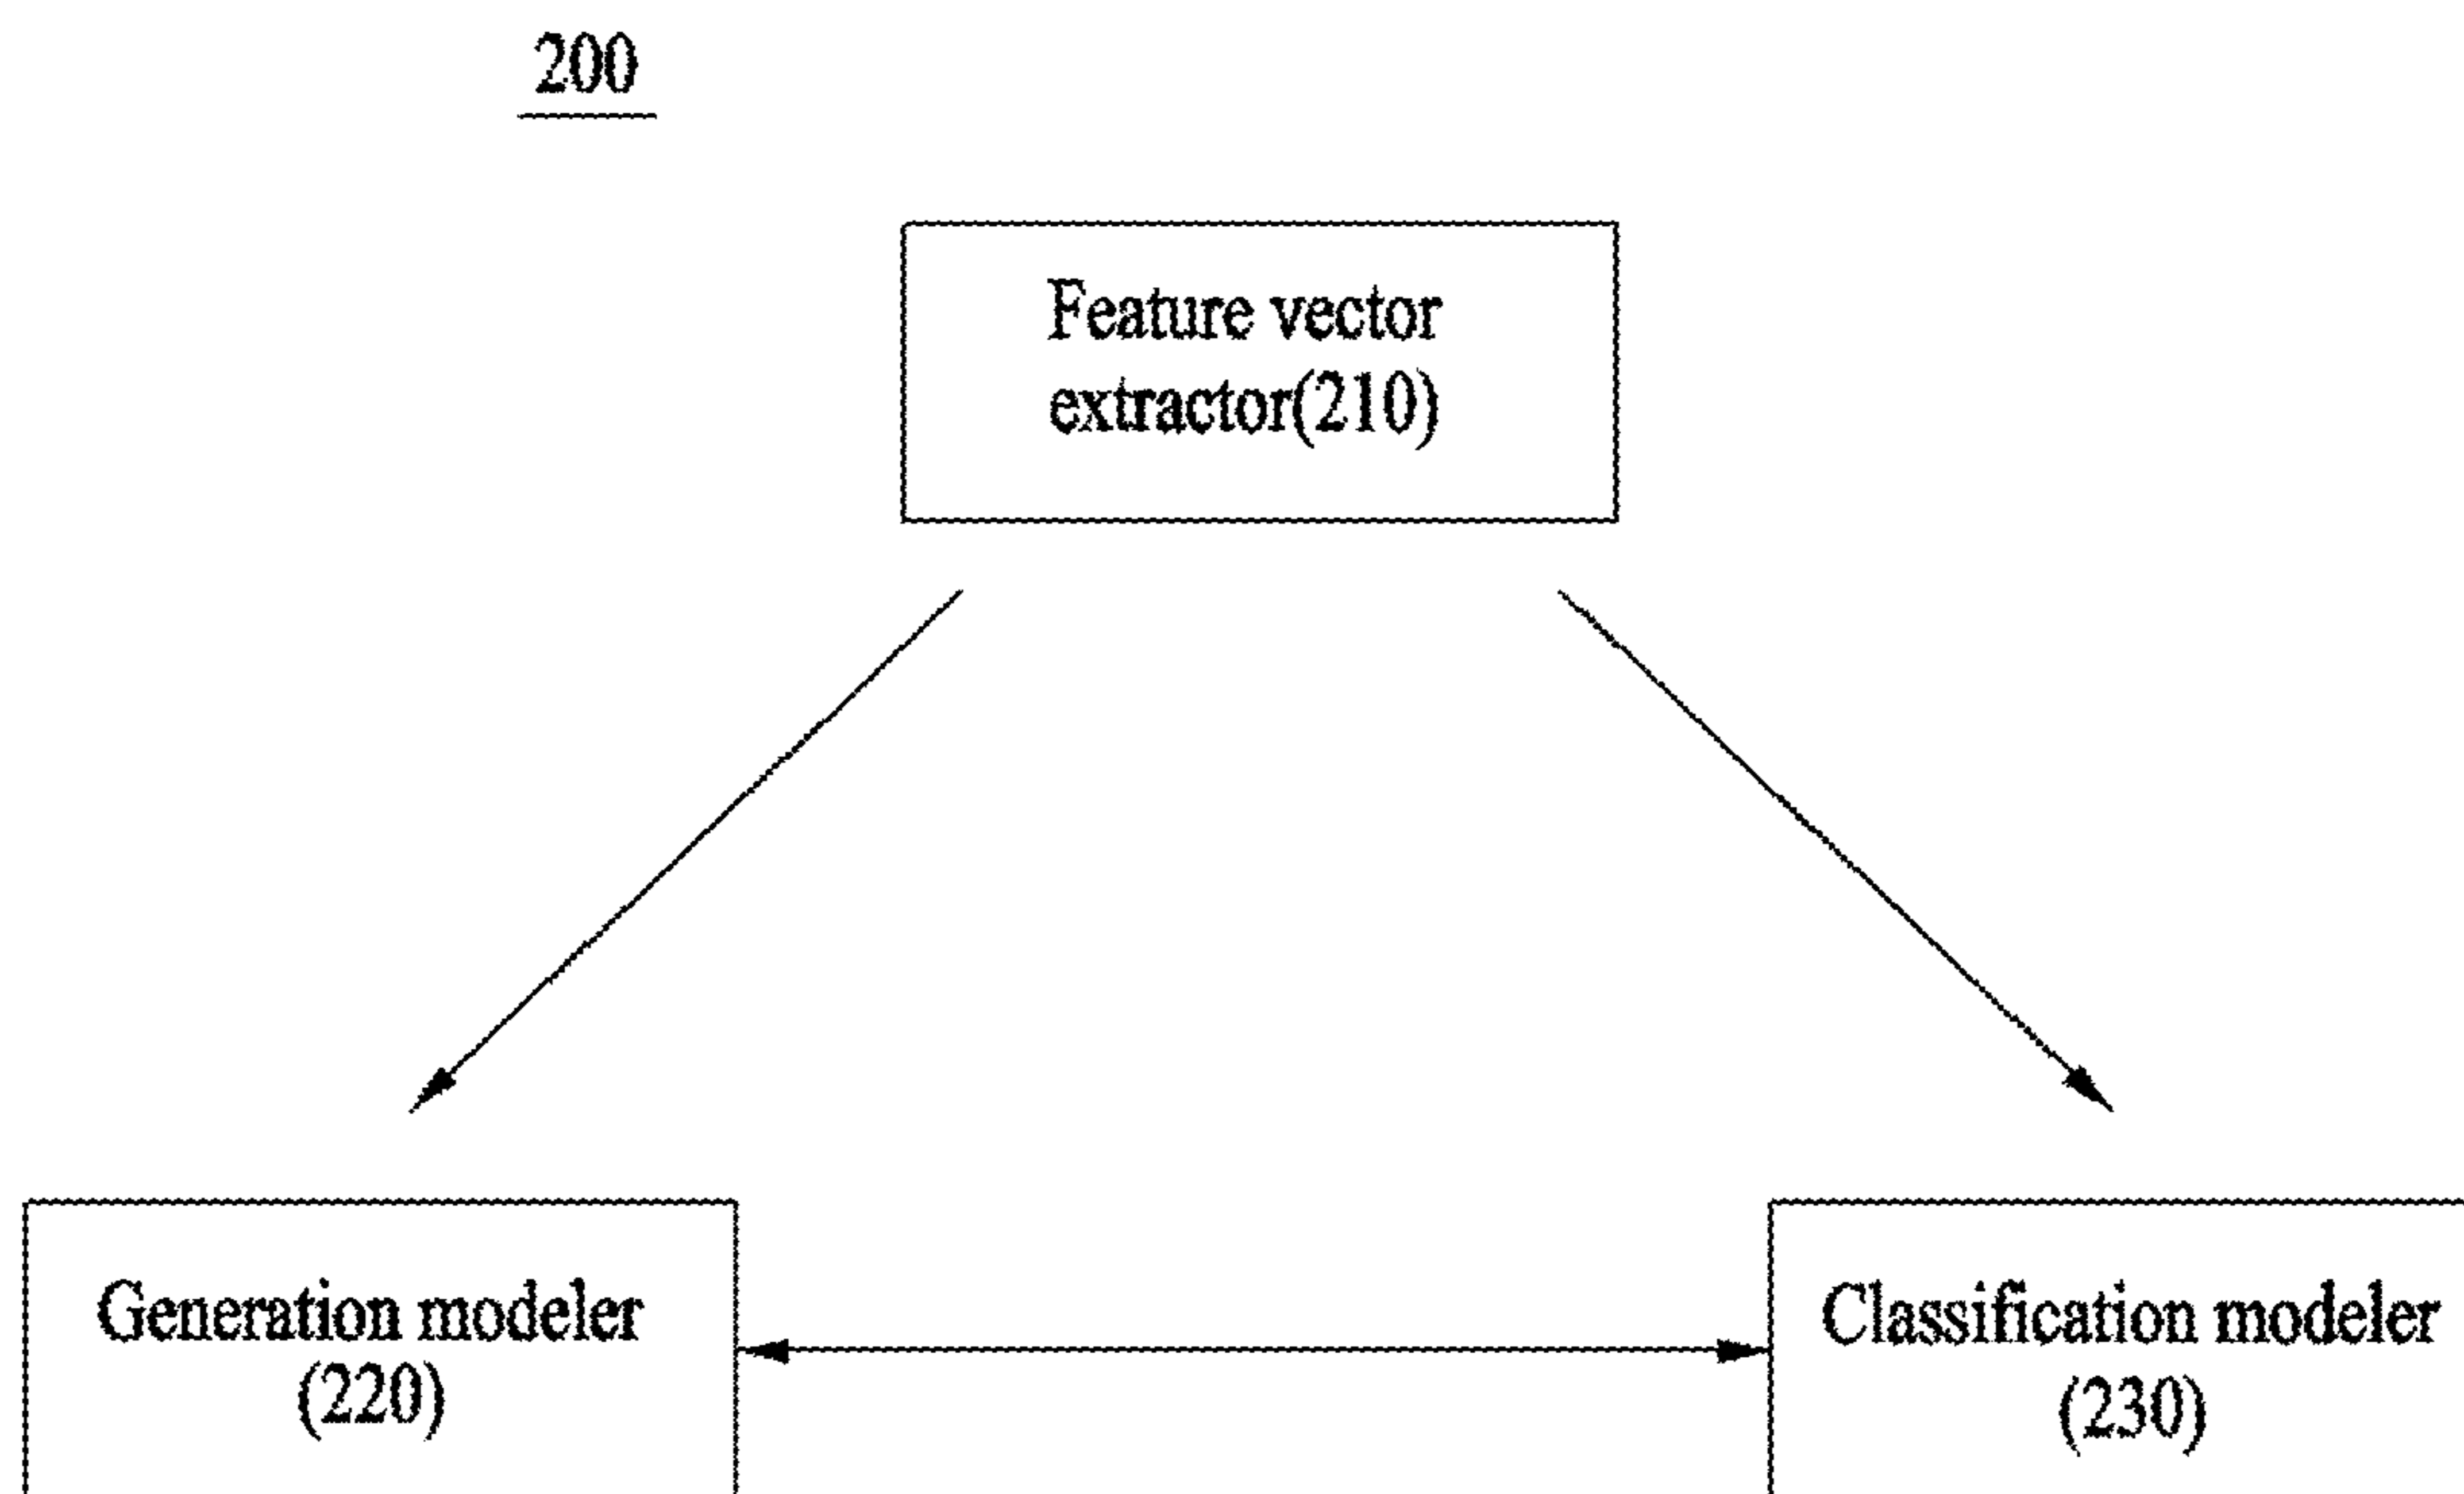 200
Feature vector
extractor(210)
Generation modeler
(220)
Classification modeler
(230)